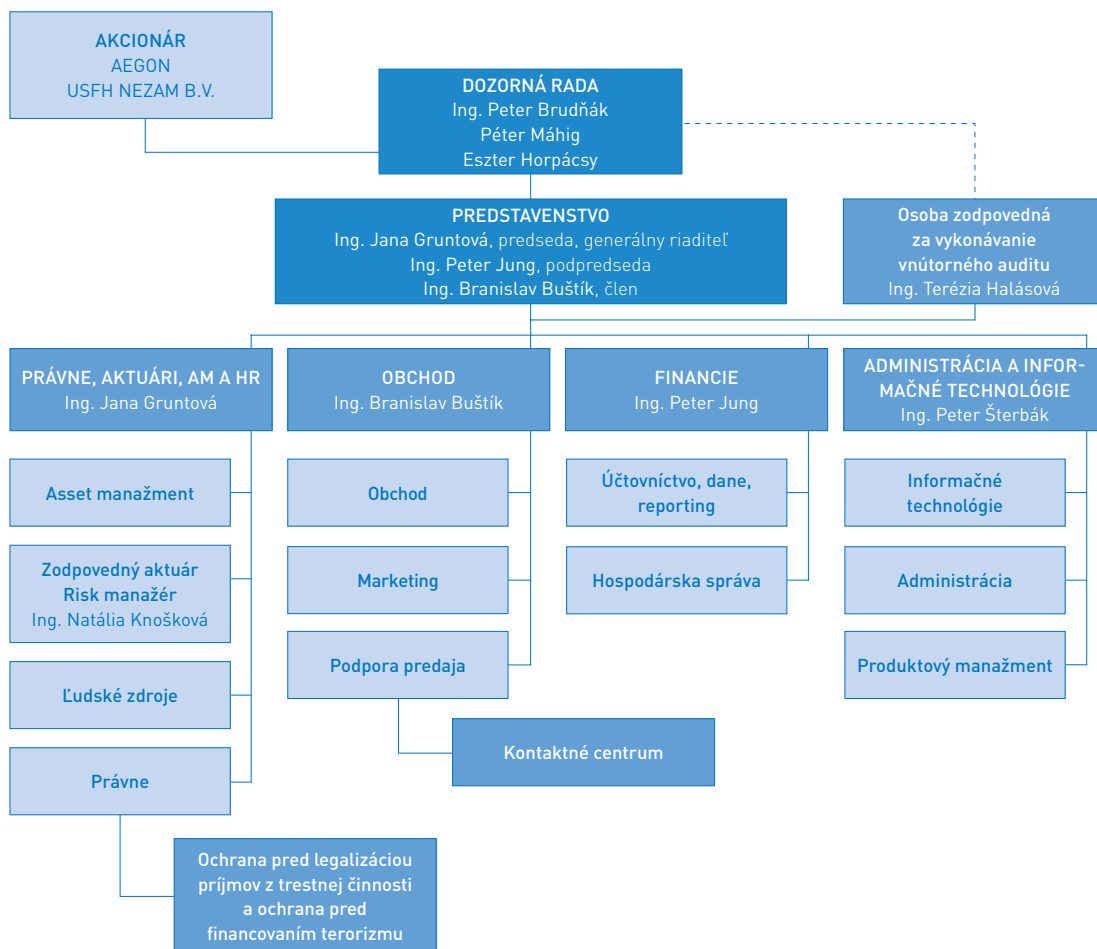 AKCIONÁR
AEGON
USFH NEZAM B.V.
DOZORNÁ RADA
Ing. Peter Brudňák
Péter Máhig
Eszter Horpácsy
PREDSTAVENSTVO
Ing. Jana Gruntová, predseda, generálny riaditeľ
Ing. Peter Jung, podpredseda
Ing. Branislav Buštík, člen
Osoba zodpovedná
za vykonávanie
vnútorného auditu
Ing. Terézia Halásová
PRÁVNE, AKTUÁRI, AM A HR
Ing. Jana Gruntová
OBCHOD
Ing. Branislav Buštík
FINANCIE
Ing. Peter Jung
ADMINISTRÁCIA A INFOR-
MAČNÉ TECHNOLÓGIE
Ing. Peter Šterbák
Asset manažment
Zodpovedný aktuár
Risk manažér
Ing. Natália Knošková
Ľudské zdroje
Právne
Ochrana pred legalizáciou
príjmov z trestnej činnosti
a ochrana pred
financovaním terorizmu
Obchod
Marketing
Podpora predaja
Kontaktné centrum
Účtovníctvo, dane,
reporting
Hospodárska správa
Informačné
technológie
Administrácia
Produktový manažment